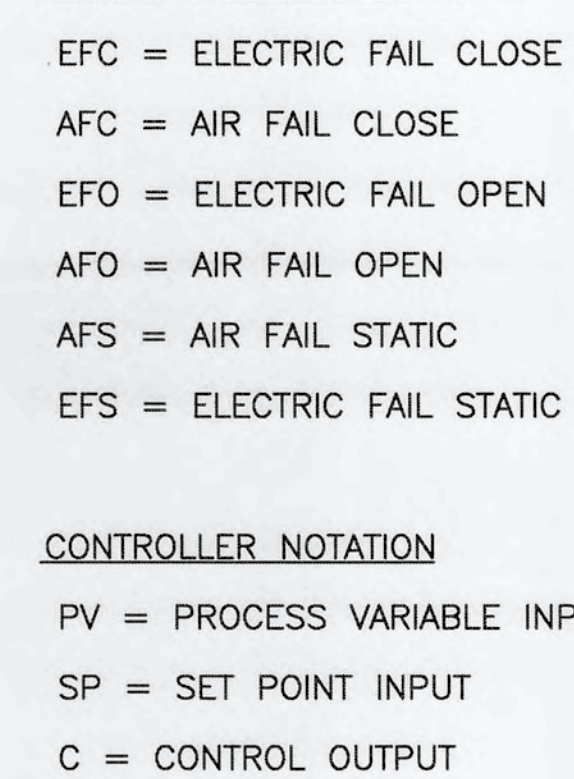 EFC = ELECTRIC FAIL CLOSE
AFC = AIR FAIL CLOSE
EFO = ELECTRIC FAIL OPEN
AFO = AIR FAIL OPEN
AFS = AIR FAIL STATIC
EFS = ELECTRIC FAIL STATIC
CONTROLLER NOTATION
PV = PROCESS VARIABLE INP
SP = SET POINT INPUT
C = CONTROL OUTPUT